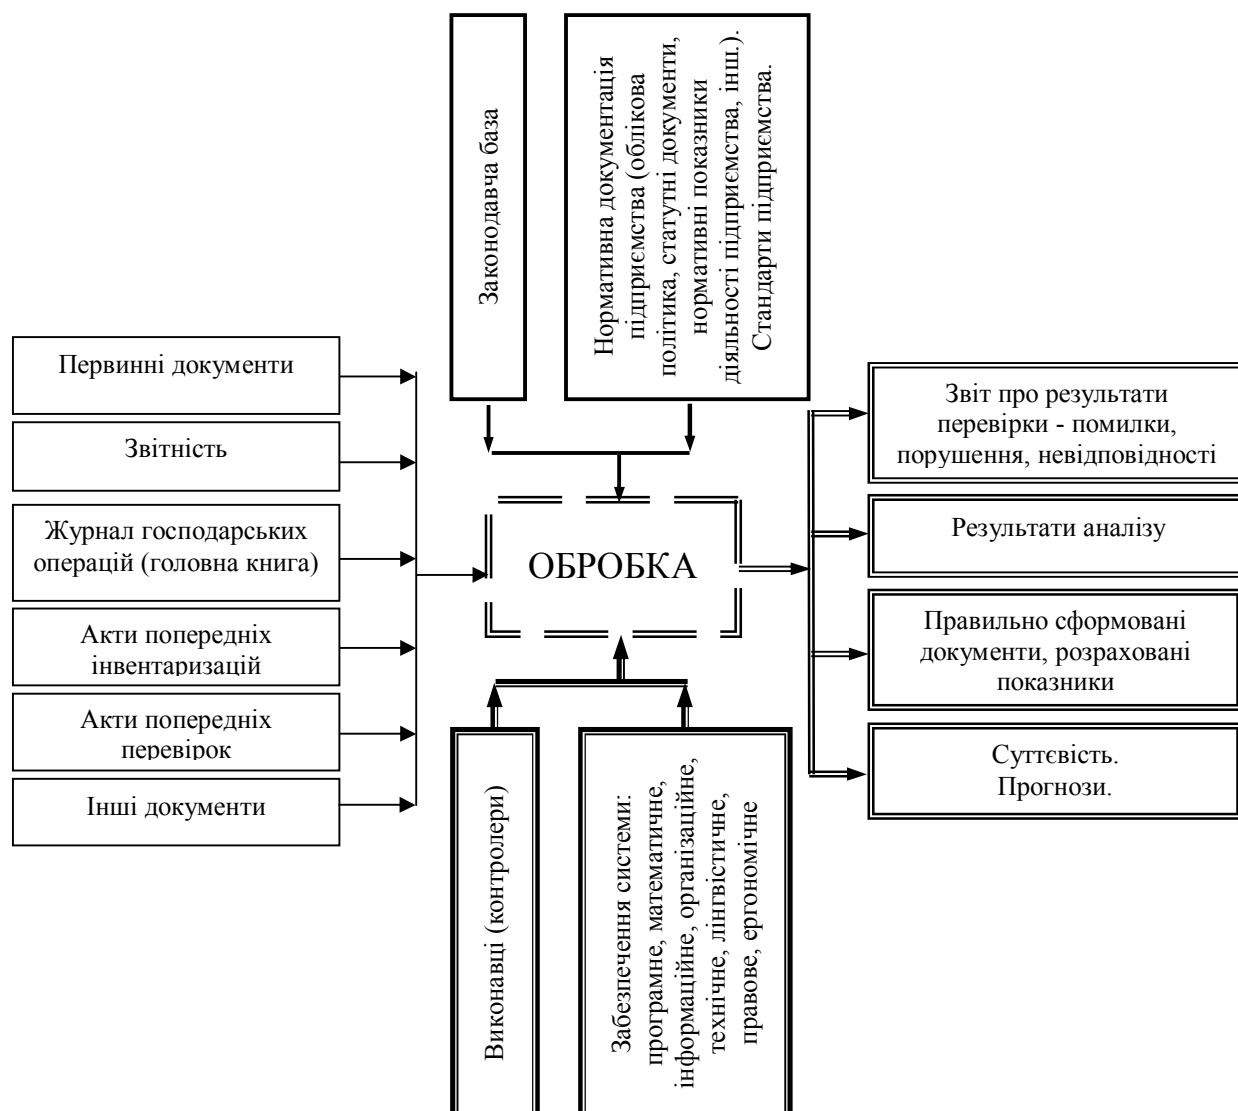 Законодавча база
Нормативна документація
підприємства (облікова
політика, статутні документи,
нормативні показники
діяльності підприємства, інш.).
Стандарти підприємства.
Первинні документи
Звітність
Журнал господарських
операцій (головна книга)
Акти попередніх
інвентаризацій
Акти попередніх
перевірок
Інші документи
ОБРОБКА
Звіт про результати
перевірки - помилки,
порушення, невідповідності
Результати аналізу
Правильно сформовані
документи, розраховані
показники
Суттєвість.
Прогнози.
Виконавці (контролери)
Забезпечення системи:
програмне, математичне,
інформаційне, організаційне,
технічне, лінгвістичне,
правове, ергономічне